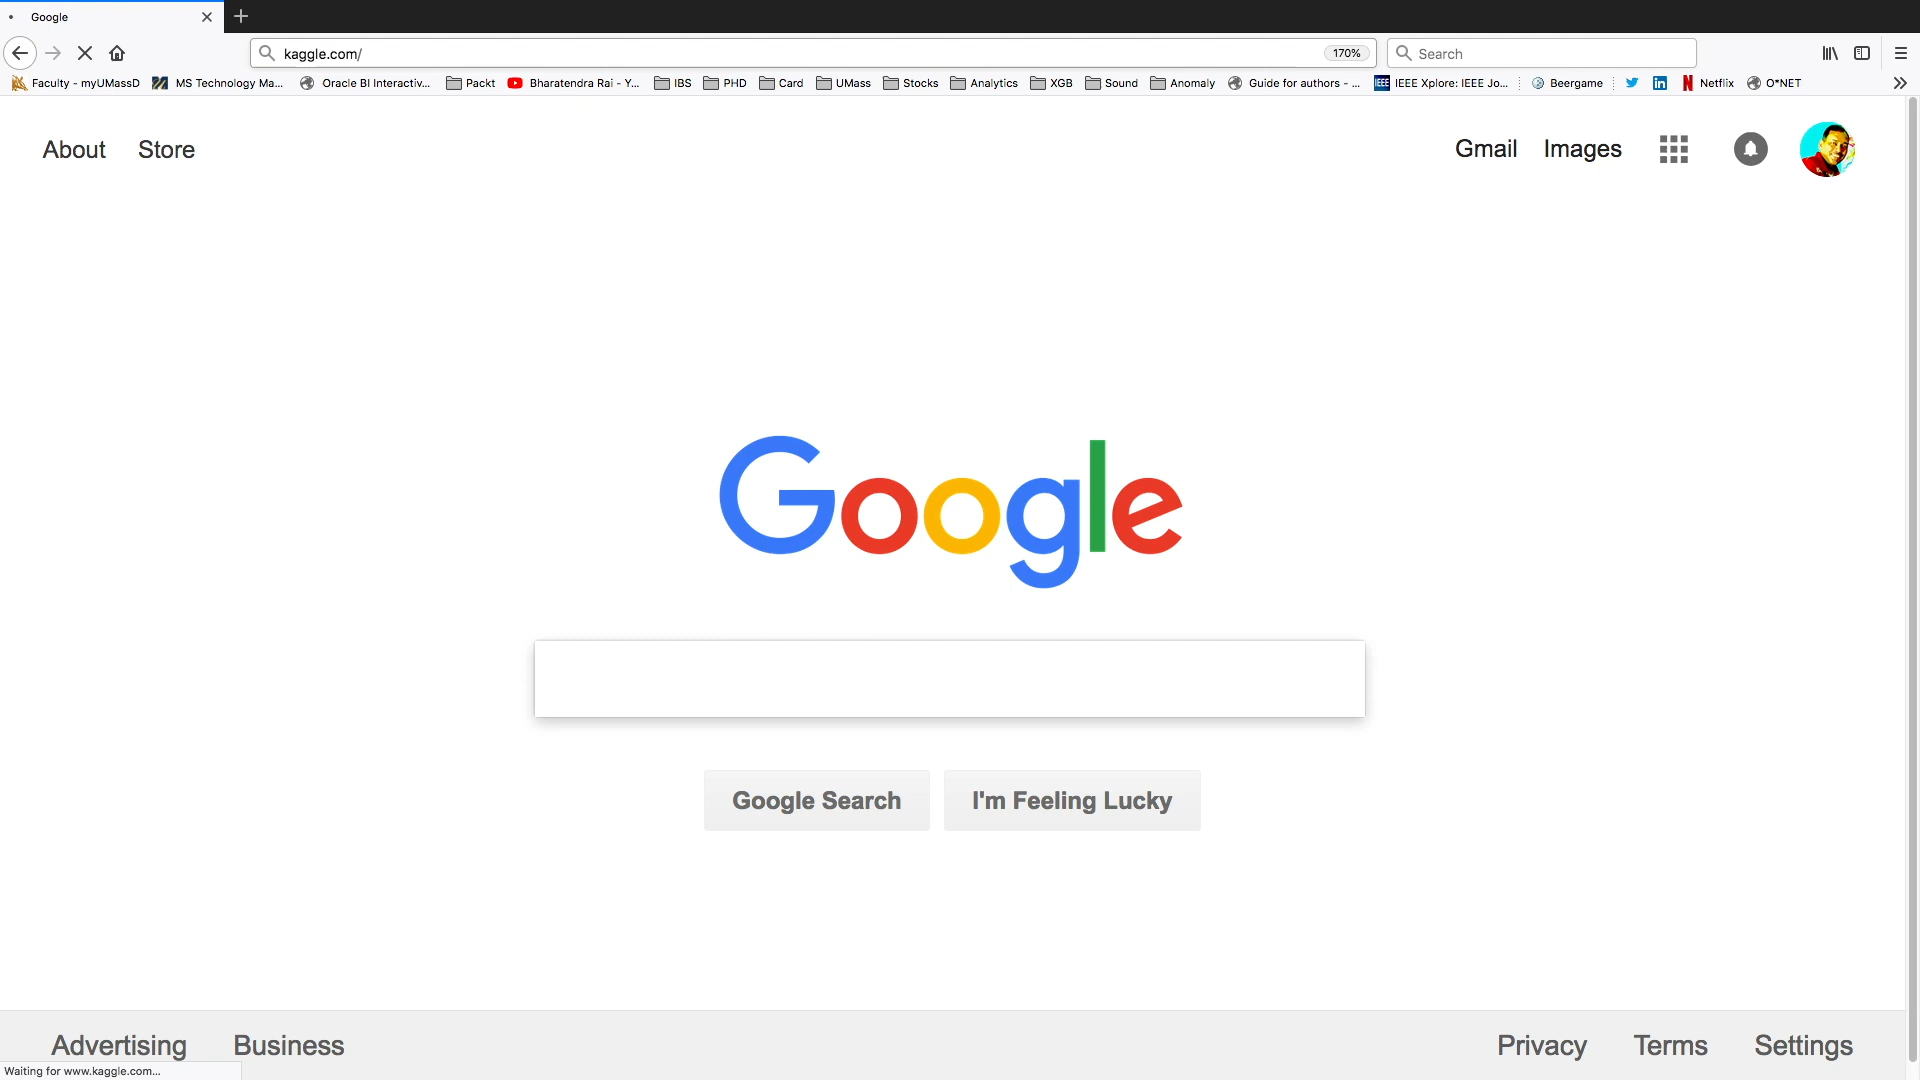 Google
kaggle.com/ 170% Search
Faculty - myUMassD MS Technology Ma... Oracle BI Interactiv... Packt Bharatendra Rai - Y... IBS PHD Card UMass Stocks Analytics XGB Sound Anomaly Guide for authors - ... IEEE IEEE Xplore: IEEE Jo... Beergame in N Netflix O*NET
About Store Gmail Images
Google
Google Search I'm Feeling Lucky
Advertising Business Privacy Terms Settings
Waiting for www.kaggle.com...